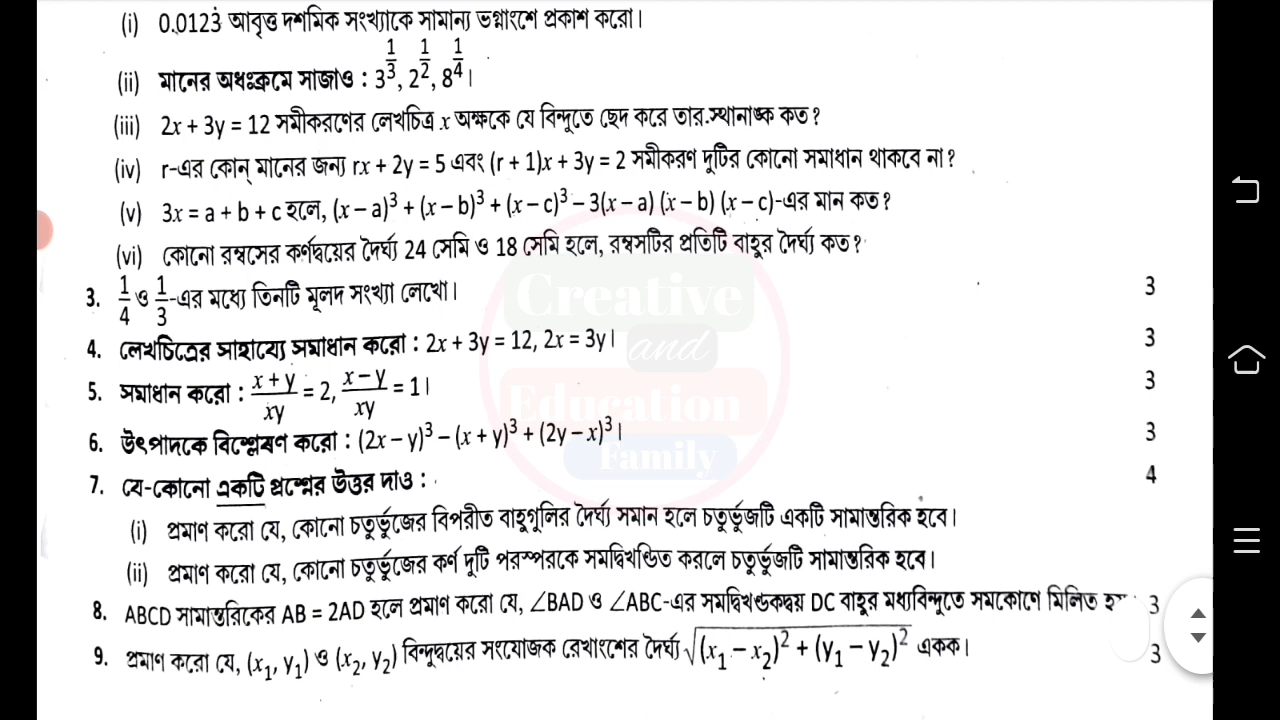 (i) 0.0123̇ আবৃত্ত দশমিক সংখ্যাকে সামান্য ভগ্নাংশে প্রকাশ করো।
(ii) মানের অধঃক্রমে সাজাও : 3^(1/3), 2^(1/2), 8^(1/4)।
(iii) 2x + 3y = 12 সমীকরণের লেখচিত্র x অক্ষকে যে বিন্দুতে ছেদ করে তার স্থানাঙ্ক কত?
(iv) r-এর কোন্ মানের জন্য rx + 2y = 5 এবং (r + 1)x + 3y = 2 সমীকরণ দুটির কোনো সমাধান থাকবে না?
(v) 3x = a + b + c হলে, (x – a)³ + (x – b)³ + (x – c)³ – 3(x – a) (x – b) (x – c)-এর মান কত?
(vi) কোনো রম্বসের কর্ণদ্বয়ের দৈর্ঘ্য 24 সেমি ও 18 সেমি হলে, রম্বসটির প্রতিটি বাহুর দৈর্ঘ্য কত?
3. 1/4 ও 1/3-এর মধ্যে তিনটি মূলদ সংখ্যা লেখো। 3
4. লেখচিত্রের সাহায্যে সমাধান করো : 2x + 3y = 12, 2x = 3y। 3
5. সমাধান করো : (x + y)/xy = 2, (x – y)/xy = 1। 3
6. উৎপাদকে বিশ্লেষণ করো : (2x – y)³ – (x + y)³ + (2y – x)³। 3
7. যে-কোনো একটি প্রশ্নের উত্তর দাও : 4
(i) প্রমাণ করো যে, কোনো চতুর্ভুজের বিপরীত বাহুগুলির দৈর্ঘ্য সমান হলে চতুর্ভুজটি একটি সামান্তরিক হবে।
(ii) প্রমাণ করো যে, কোনো চতুর্ভুজের কর্ণ দুটি পরস্পরকে সমদ্বিখণ্ডিত করলে চতুর্ভুজটি সামান্তরিক হবে।
8. ABCD সামান্তরিকের AB = 2AD হলে প্রমাণ করো যে, ∠BAD ও ∠ABC-এর সমদ্বিখণ্ডকদ্বয় DC বাহুর মধ্যবিন্দুতে সমকোণে মিলিত 3
9. প্রমাণ করো যে, (x₁, y₁) ও (x₂, y₂) বিন্দুদ্বয়ের সংযোজক রেখাংশের দৈর্ঘ্য √((x₁ – x₂)² + (y₁ – y₂)²) একক। 3
Creative
and
Education
Family